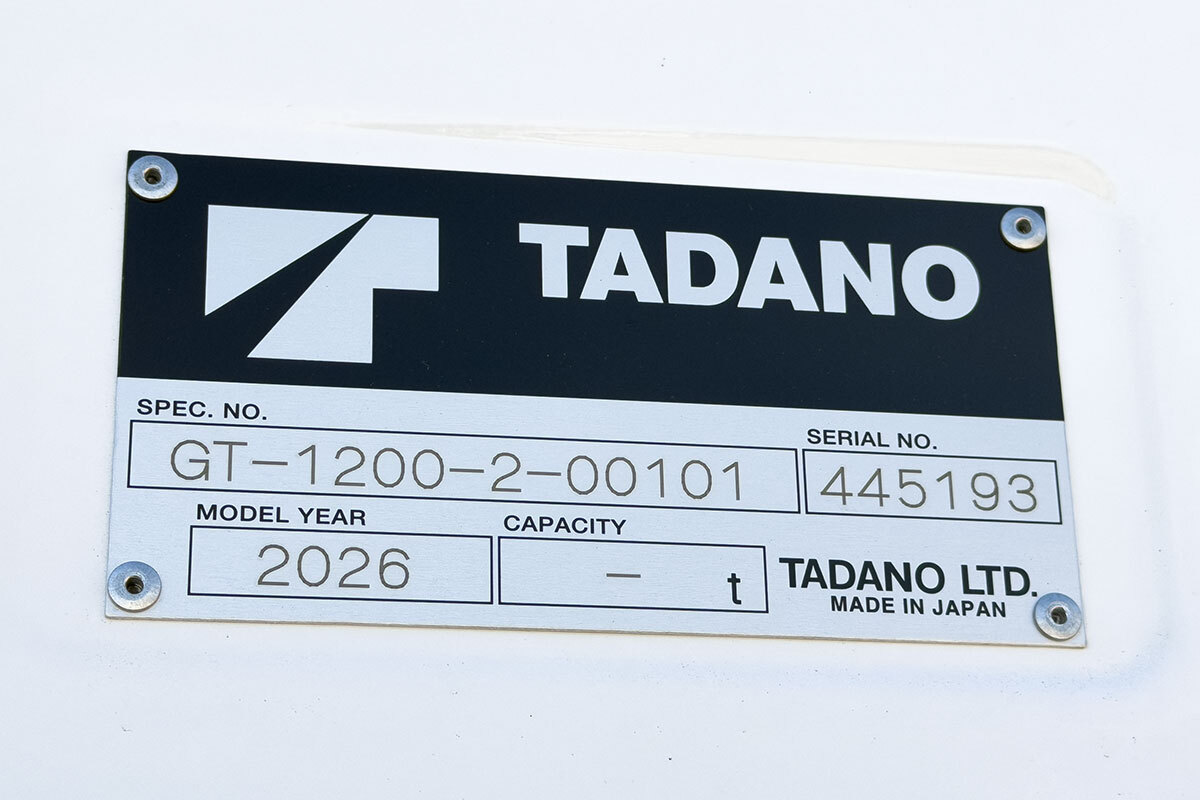 TADANO
SPEC. NO.
GT-1200-2-00101
SERIAL NO.
445193
MODEL YEAR
2026
CAPACITY
- t
TADANO LTD.
MADE IN JAPAN